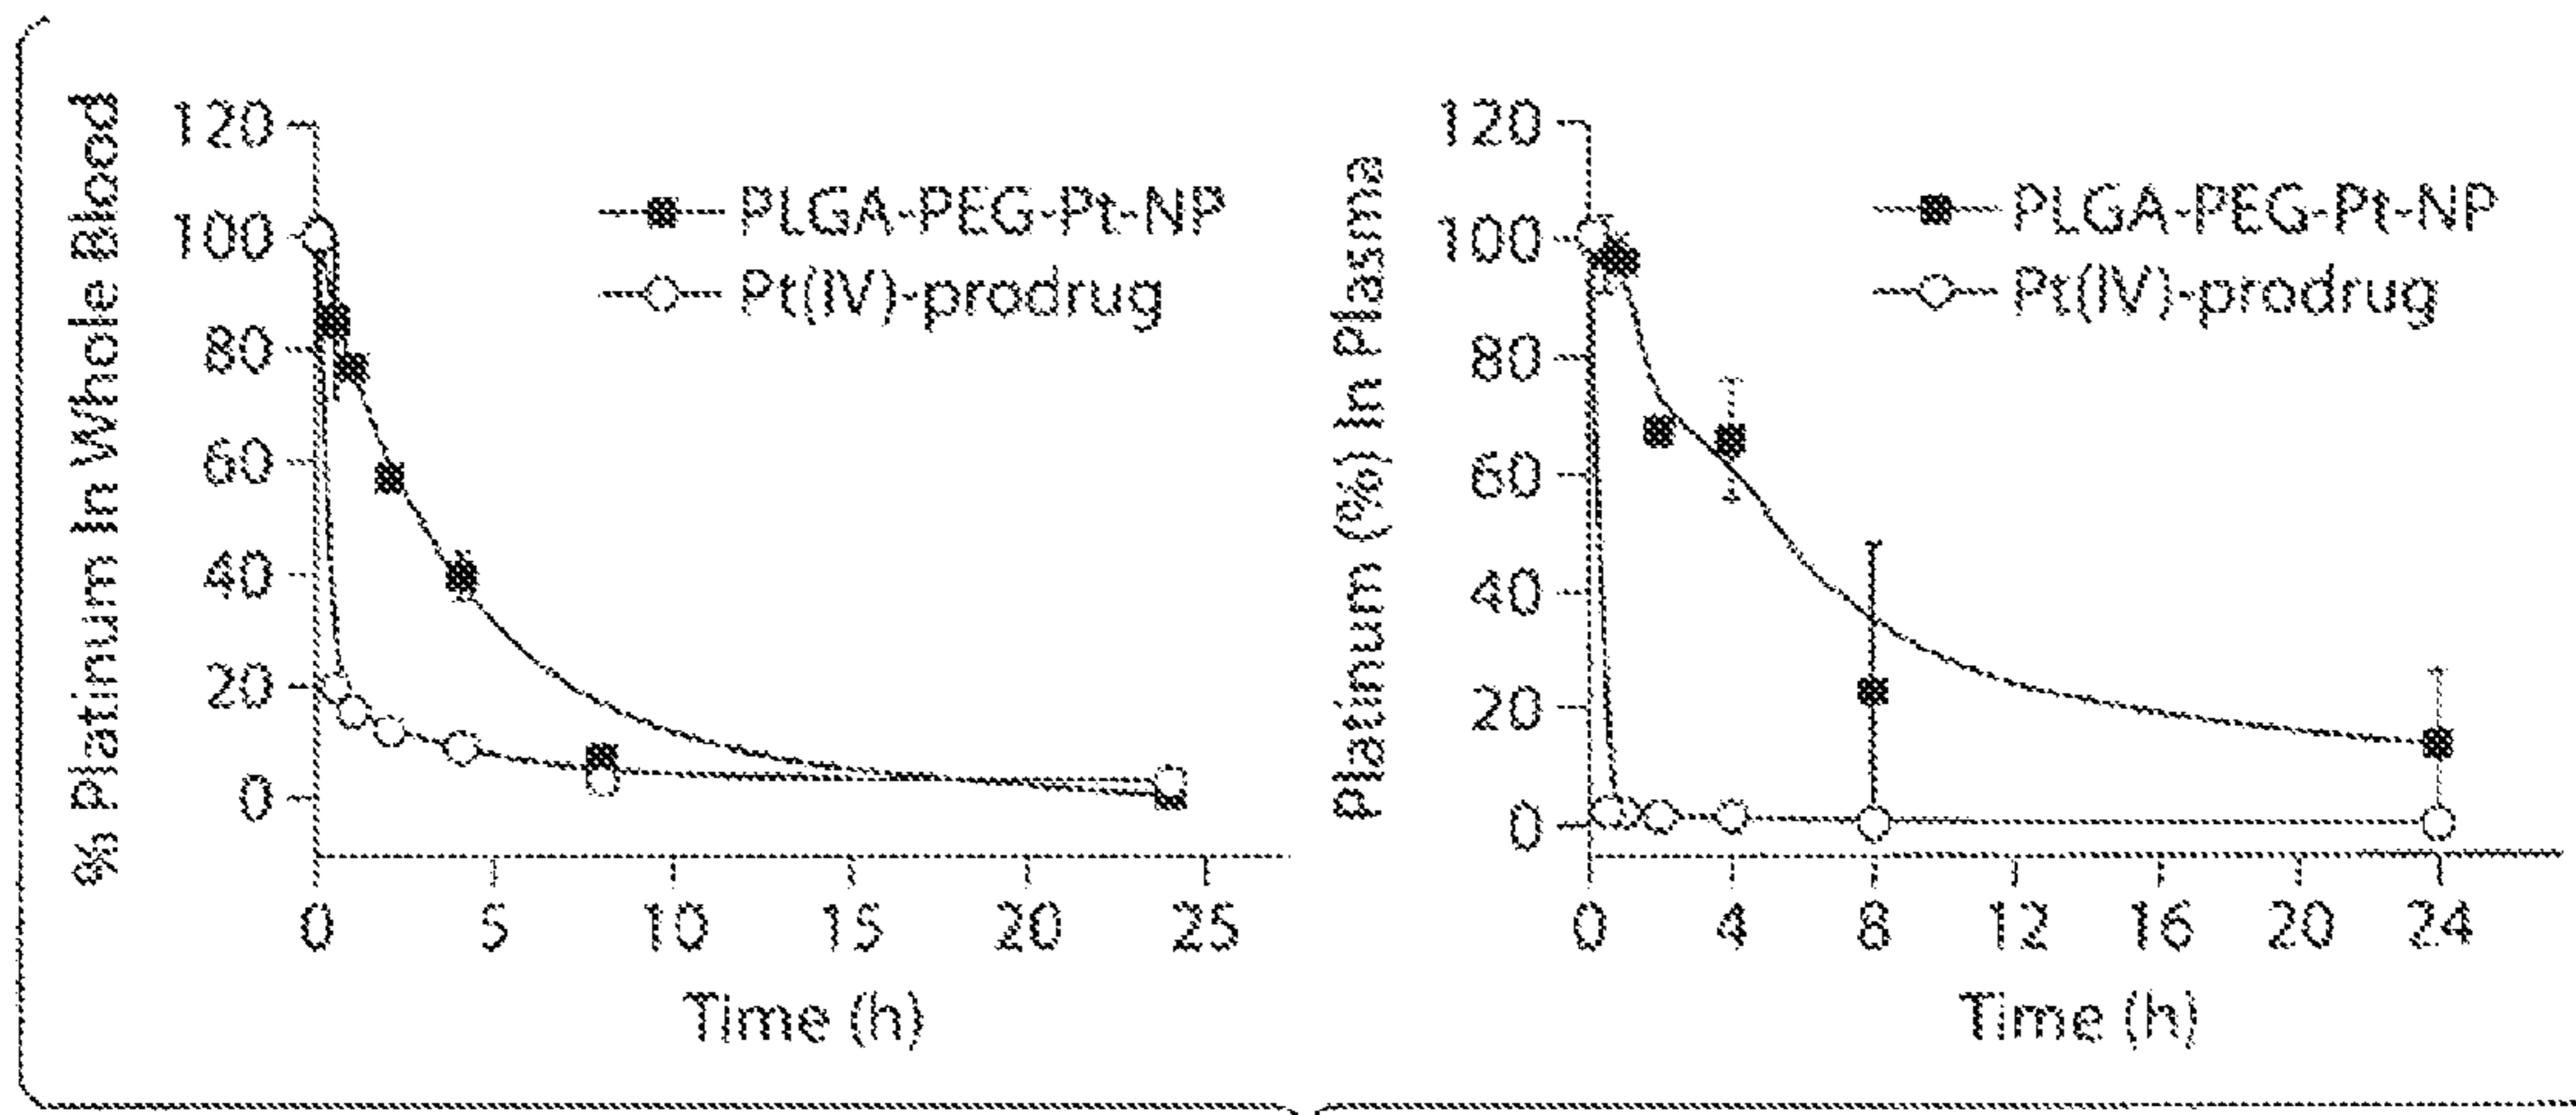 % Platinum In Whole Blood
120
100
80
60
40
20
0
PLGA-PEG-Pt-NP
Pt(IV)-prodrug
0 5 10 15 20 25
Time (h)
Platinum (%) In Plasma
120
100
80
60
40
20
0
PLGA-PEG-Pt-NP
Pt(IV)-prodrug
0 4 8 12 16 20 24
Time (h)